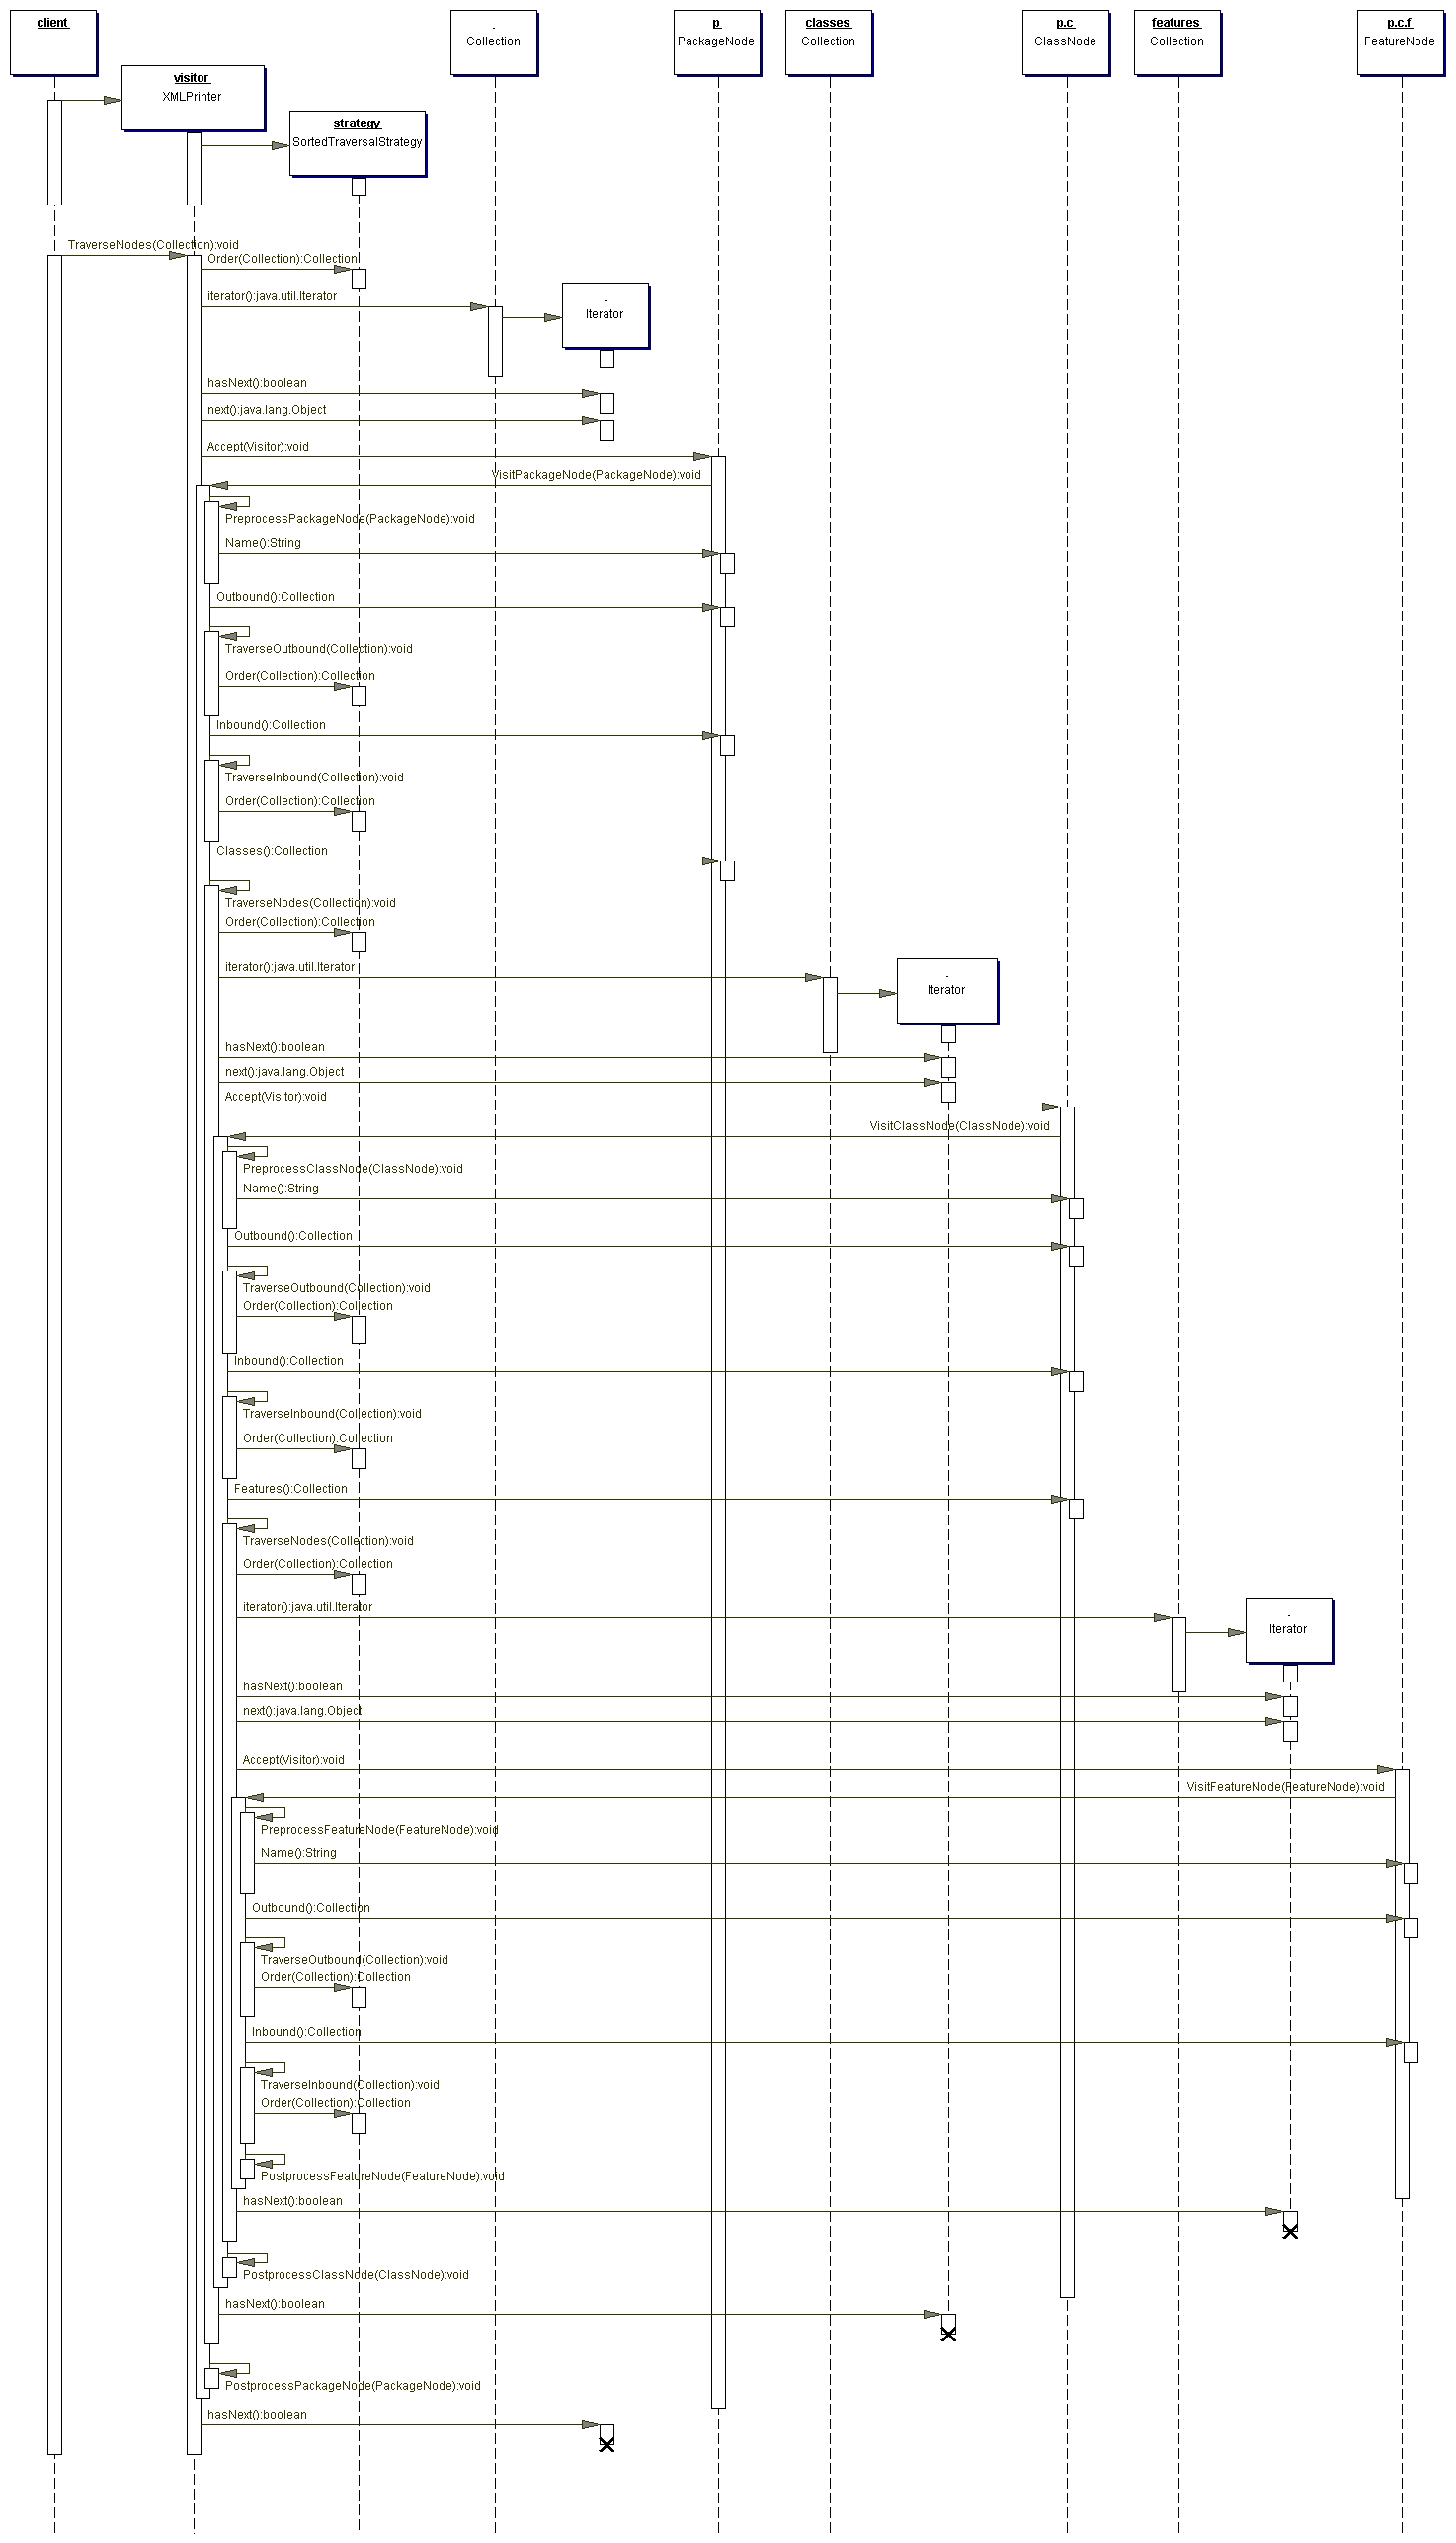 client
.
Collection
p
PackageNode
classes
Collection
p.c
ClassNode
features
Collection
p.c.f
FeatureNode
visitor
XMLPrinter
strategy
SortedTraversalStrategy
TraverseNodes(Collection):void
Order(Collection):Collection
iterator():java.util.Iterator
.
Iterator
hasNext():boolean
next():java.lang.Object
Accept(Visitor):void
VisitPackageNode(PackageNode):void
PreprocessPackageNode(PackageNode):void
Name():String
Outbound():Collection
TraverseOutbound(Collection):void
Order(Collection):Collection
Inbound():Collection
TraverseInbound(Collection):void
Order(Collection):Collection
Classes():Collection
TraverseNodes(Collection):void
Order(Collection):Collection
iterator():java.util.Iterator
.
Iterator
hasNext():boolean
next():java.lang.Object
Accept(Visitor):void
VisitClassNode(ClassNode):void
PreprocessClassNode(ClassNode):void
Name():String
Outbound():Collection
TraverseOutbound(Collection):void
Order(Collection):Collection
Inbound():Collection
TraverseInbound(Collection):void
Order(Collection):Collection
Features():Collection
TraverseNodes(Collection):void
Order(Collection):Collection
iterator():java.util.Iterator
.
Iterator
hasNext():boolean
next():java.lang.Object
Accept(Visitor):void
VisitFeatureNode(FeatureNode):void
PreprocessFeatureNode(FeatureNode):void
Name():String
Outbound():Collection
TraverseOutbound(Collection):void
Order(Collection):Collection
Inbound():Collection
TraverseInbound(Collection):void
Order(Collection):Collection
PostprocessFeatureNode(FeatureNode):void
hasNext():boolean
PostprocessClassNode(ClassNode):void
hasNext():boolean
PostprocessPackageNode(PackageNode):void
hasNext():boolean